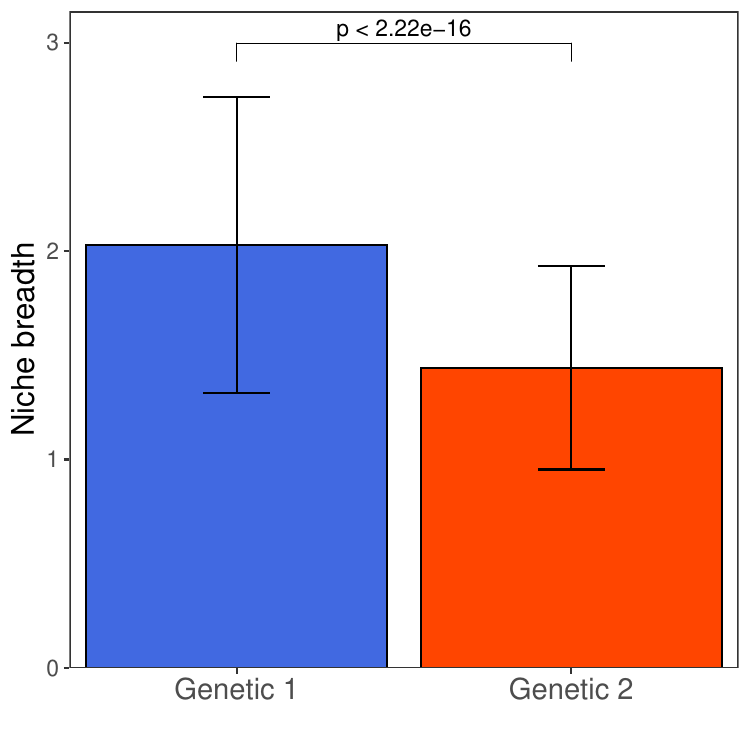 p < 2.22e−16
3
2
1
0
Niche breadth
Genetic 1
Genetic 2